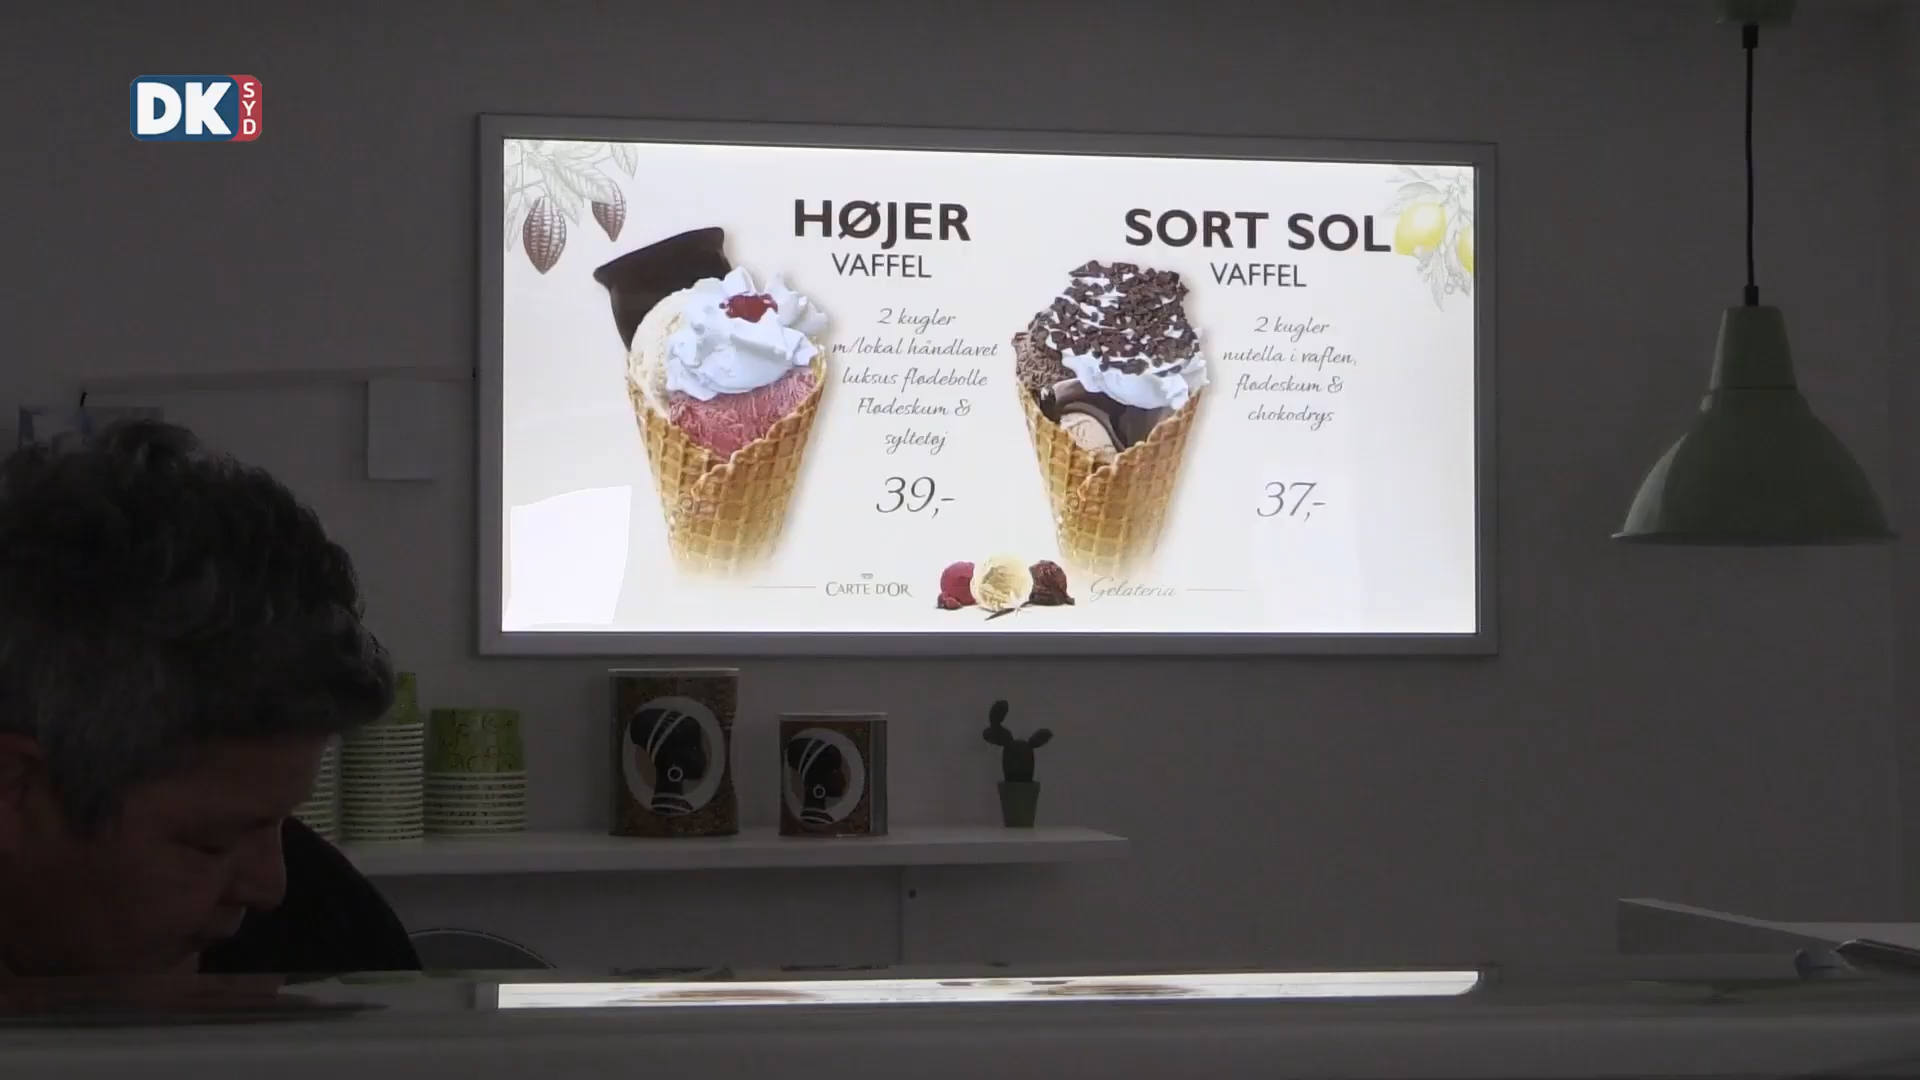 DK SYD
HØJER
VAFFEL
2 kugler
m/lokal håndlavet
luksus flødebolle
Flødeskum &
syltetøj
39,-
SORT SOL
VAFFEL
2 kugler
nutella i vaflen,
flødeskum &
chokodrys
37,-
CARTE D'OR
Gelateria